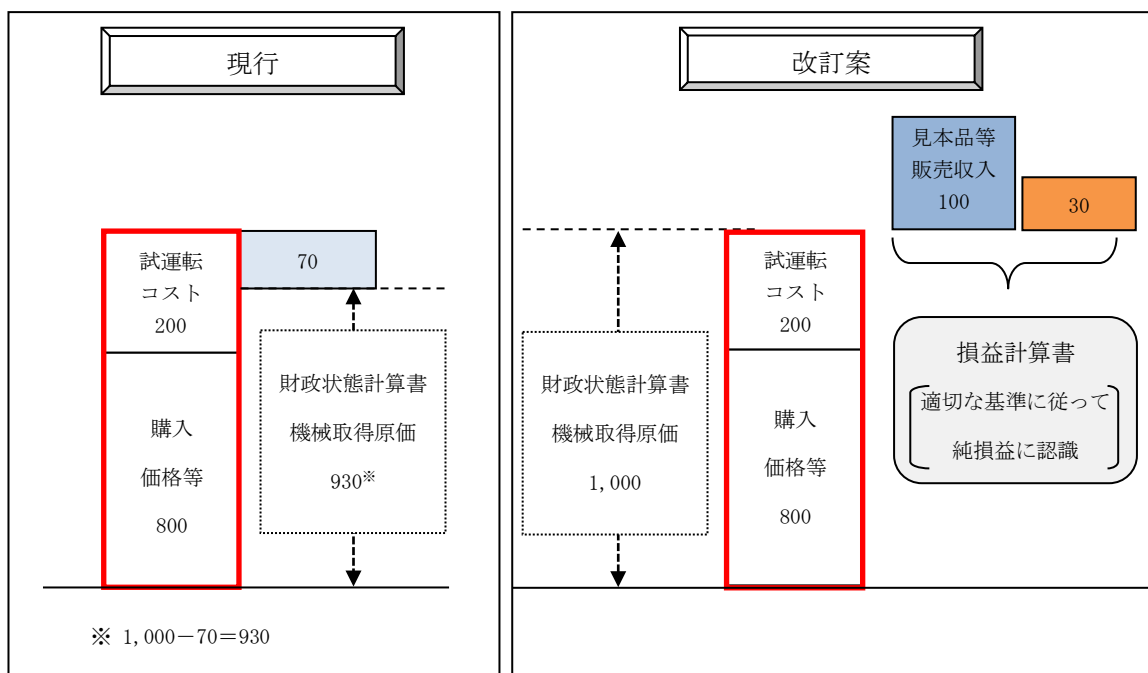 現行
試運転
コスト
200
70
購入
価格等
800
財政状態計算書
機械取得原価
930※
※ 1,000－70＝930
改訂案
見本品等
販売収入
100
30
財政状態計算書
機械取得原価
1,000
試運転
コスト
200
購入
価格等
800
損益計算書
適切な基準に従って
純損益に認識